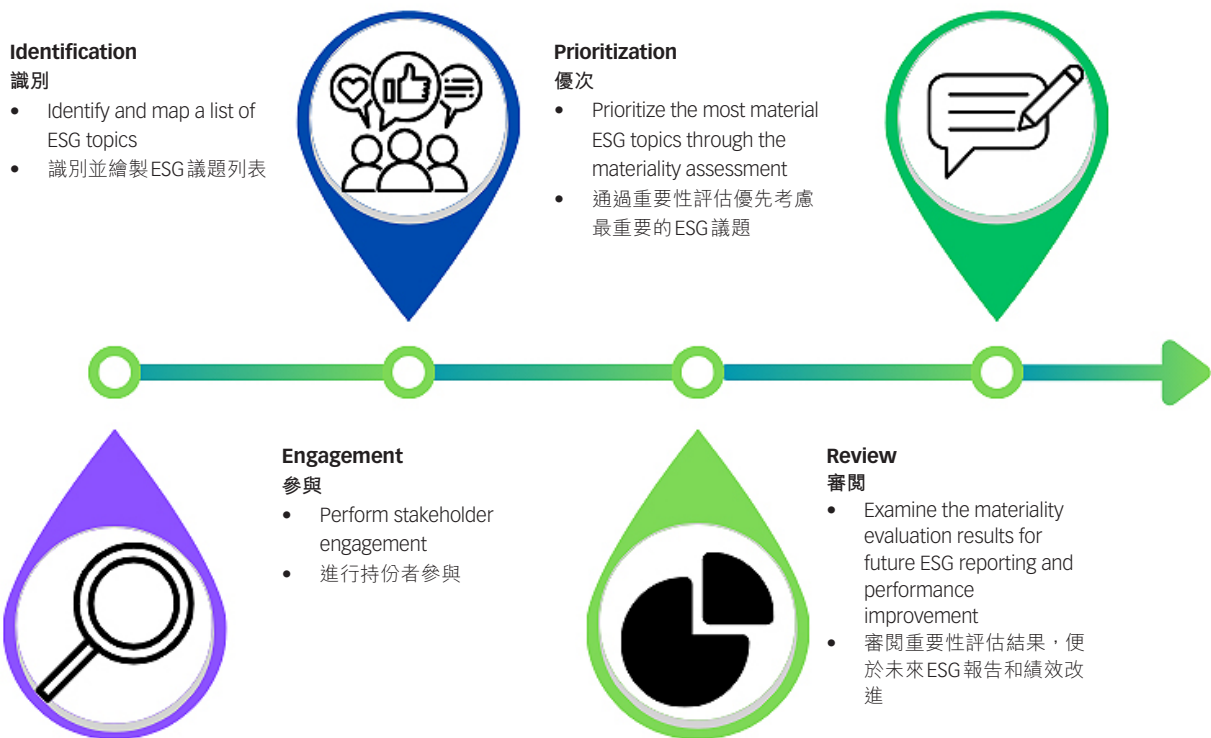 Identification
識別
• Identify and map a list of
ESG topics
• 識別並繪製ESG議題列表
Engagement
參與
• Perform stakeholder
engagement
• 進行持份者參與
Prioritization
優次
• Prioritize the most material
ESG topics through the
materiality assessment
• 通過重要性評估優先考慮
最重要的ESG議題
Review
審閲
• Examine the materiality
evaluation results for
future ESG reporting and
performance
improvement
• 審閲重要性評估結果，便
於未來ESG報告和績效改
進